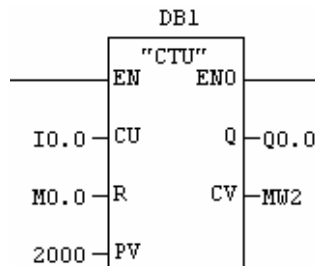 DB1
"CTU"
EN ENO
I0.0 CU Q Q0.0
M0.0 R CV MW2
2000 PV